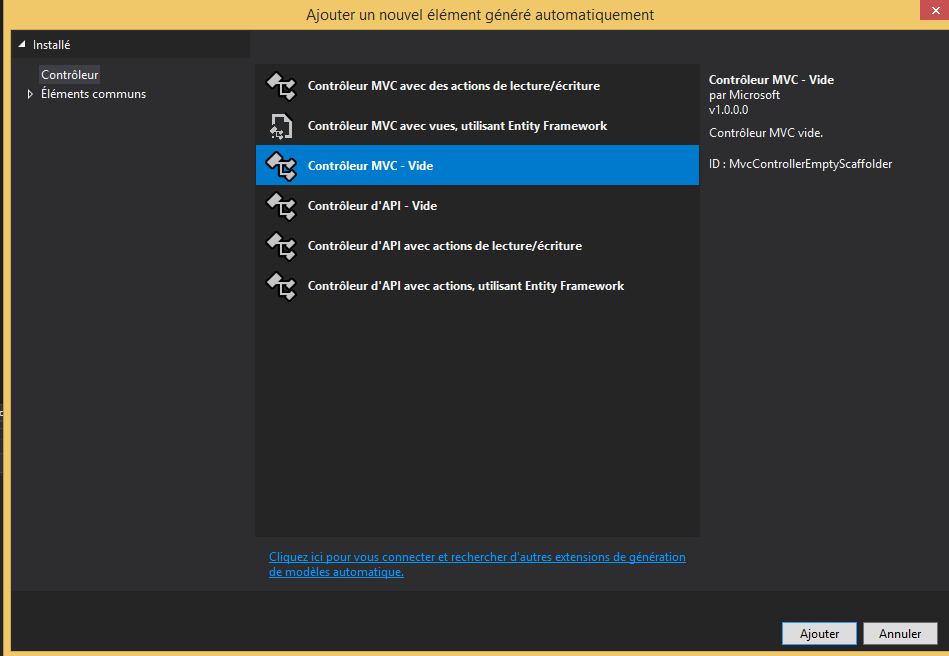 Ajouter un nouvel élément généré automatiquement
Installé
Contrôleur
Éléments communs
Contrôleur MVC avec des actions de lecture/écriture
Contrôleur MVC avec vues, utilisant Entity Framework
Contrôleur MVC - Vide
Contrôleur d'API - Vide
Contrôleur d'API avec actions de lecture/écriture
Contrôleur d'API avec actions, utilisant Entity Framework
Contrôleur MVC - Vide
par Microsoft
v1.0.0.0
Contrôleur MVC vide.
ID : MvcControllerEmptyScaffolder
Cliquez ici pour vous connecter et rechercher d'autres extensions de génération
de modèles automatique.
Ajouter
Annuler